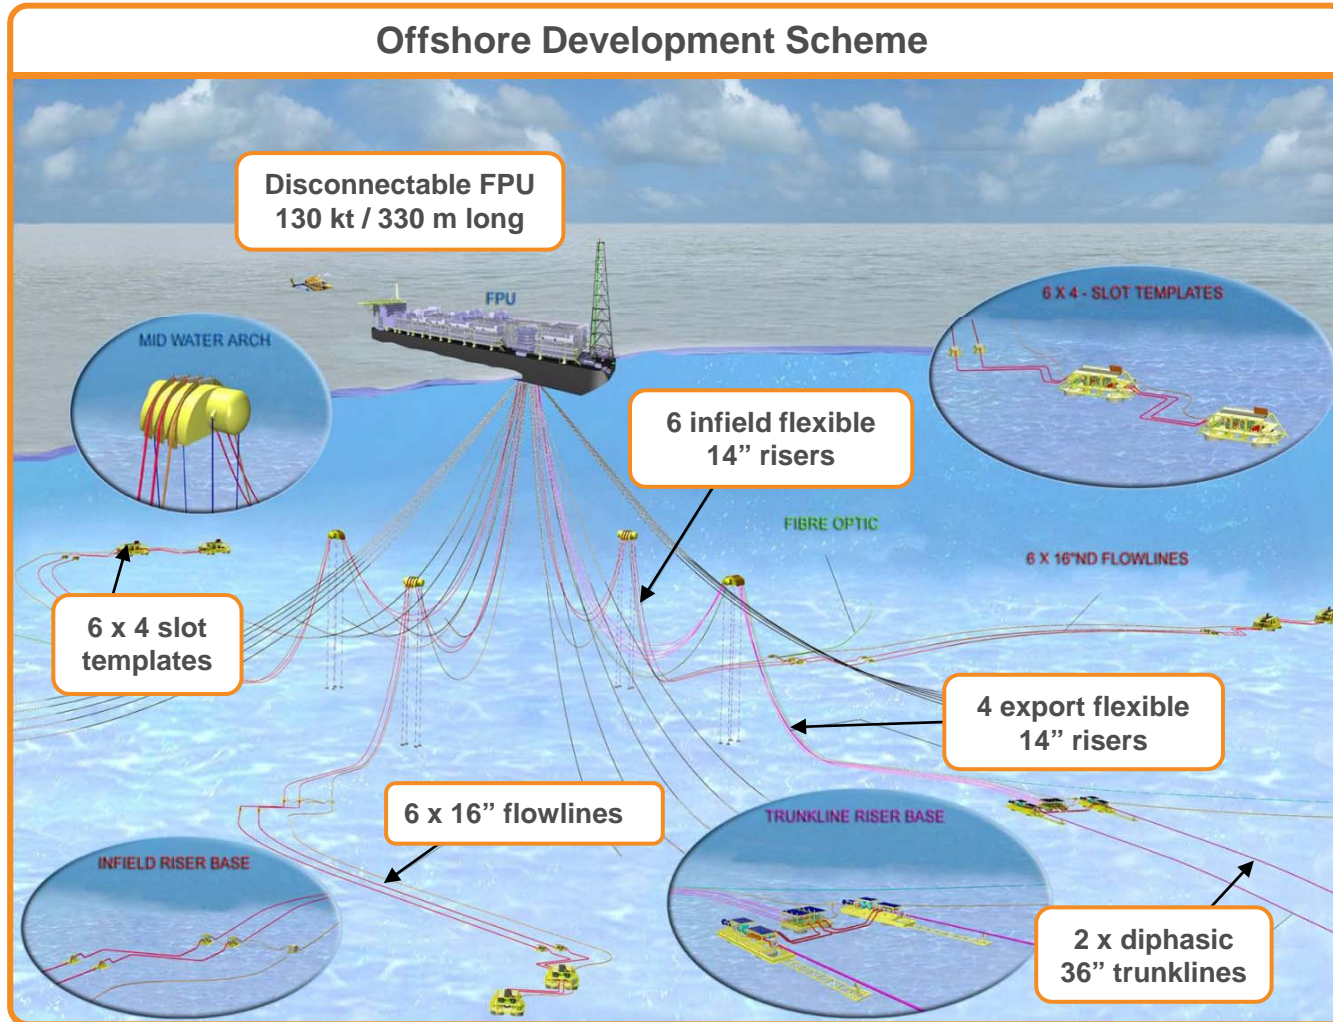 Offshore Development Scheme
Disconnectable FPU
130 kt / 330 m long
FPU
6 X 4 - SLOT TEMPLATES
MID WATER ARCH
6 infield flexible
14” risers
FIBRE OPTIC
6 X 16"ND FLOWLINES
6 x 4 slot
templates
4 export flexible
14” risers
6 x 16” flowlines
TRUNKLINE RISER BASE
INFIELD RISER BASE
2 x diphasic
36” trunklines